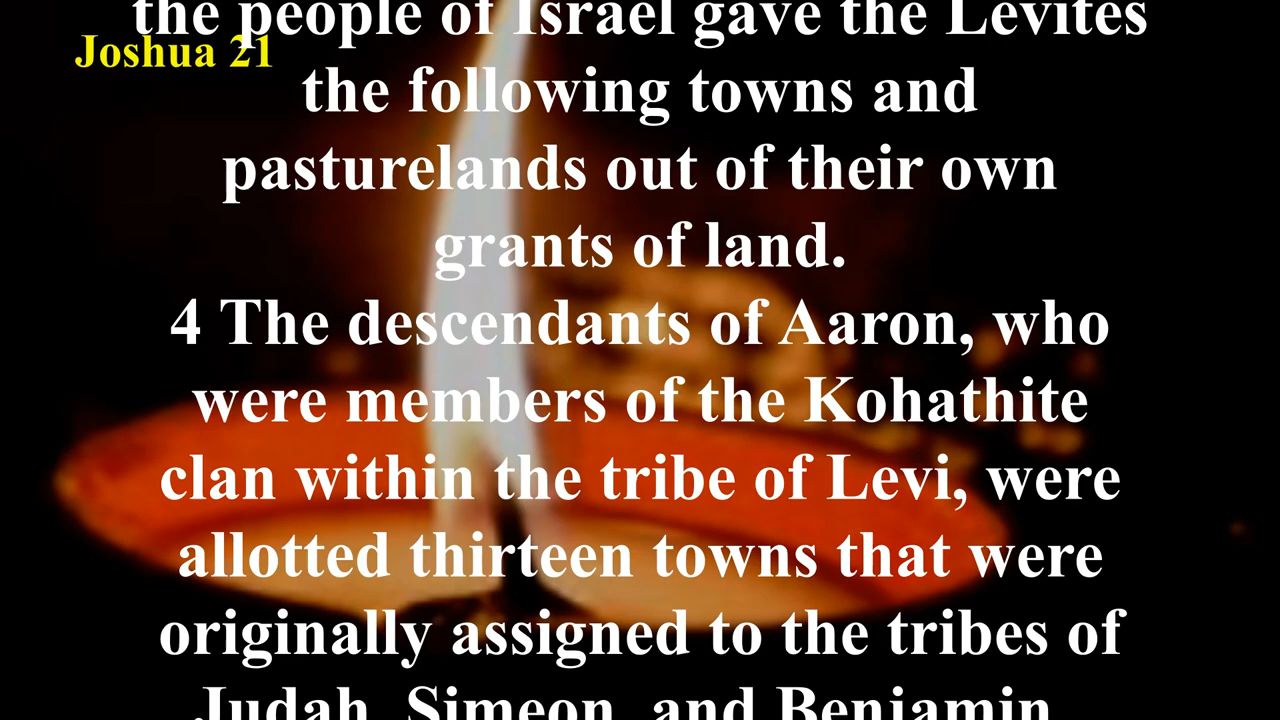 the people of Israel gave the Levites
Joshua 21
the following towns and
pasturelands out of their own
grants of land.
4 The descendants of Aaron, who
were members of the Kohathite
clan within the tribe of Levi, were
allotted thirteen towns that were
originally assigned to the tribes of
Judah, Simeon, and Benjamin.